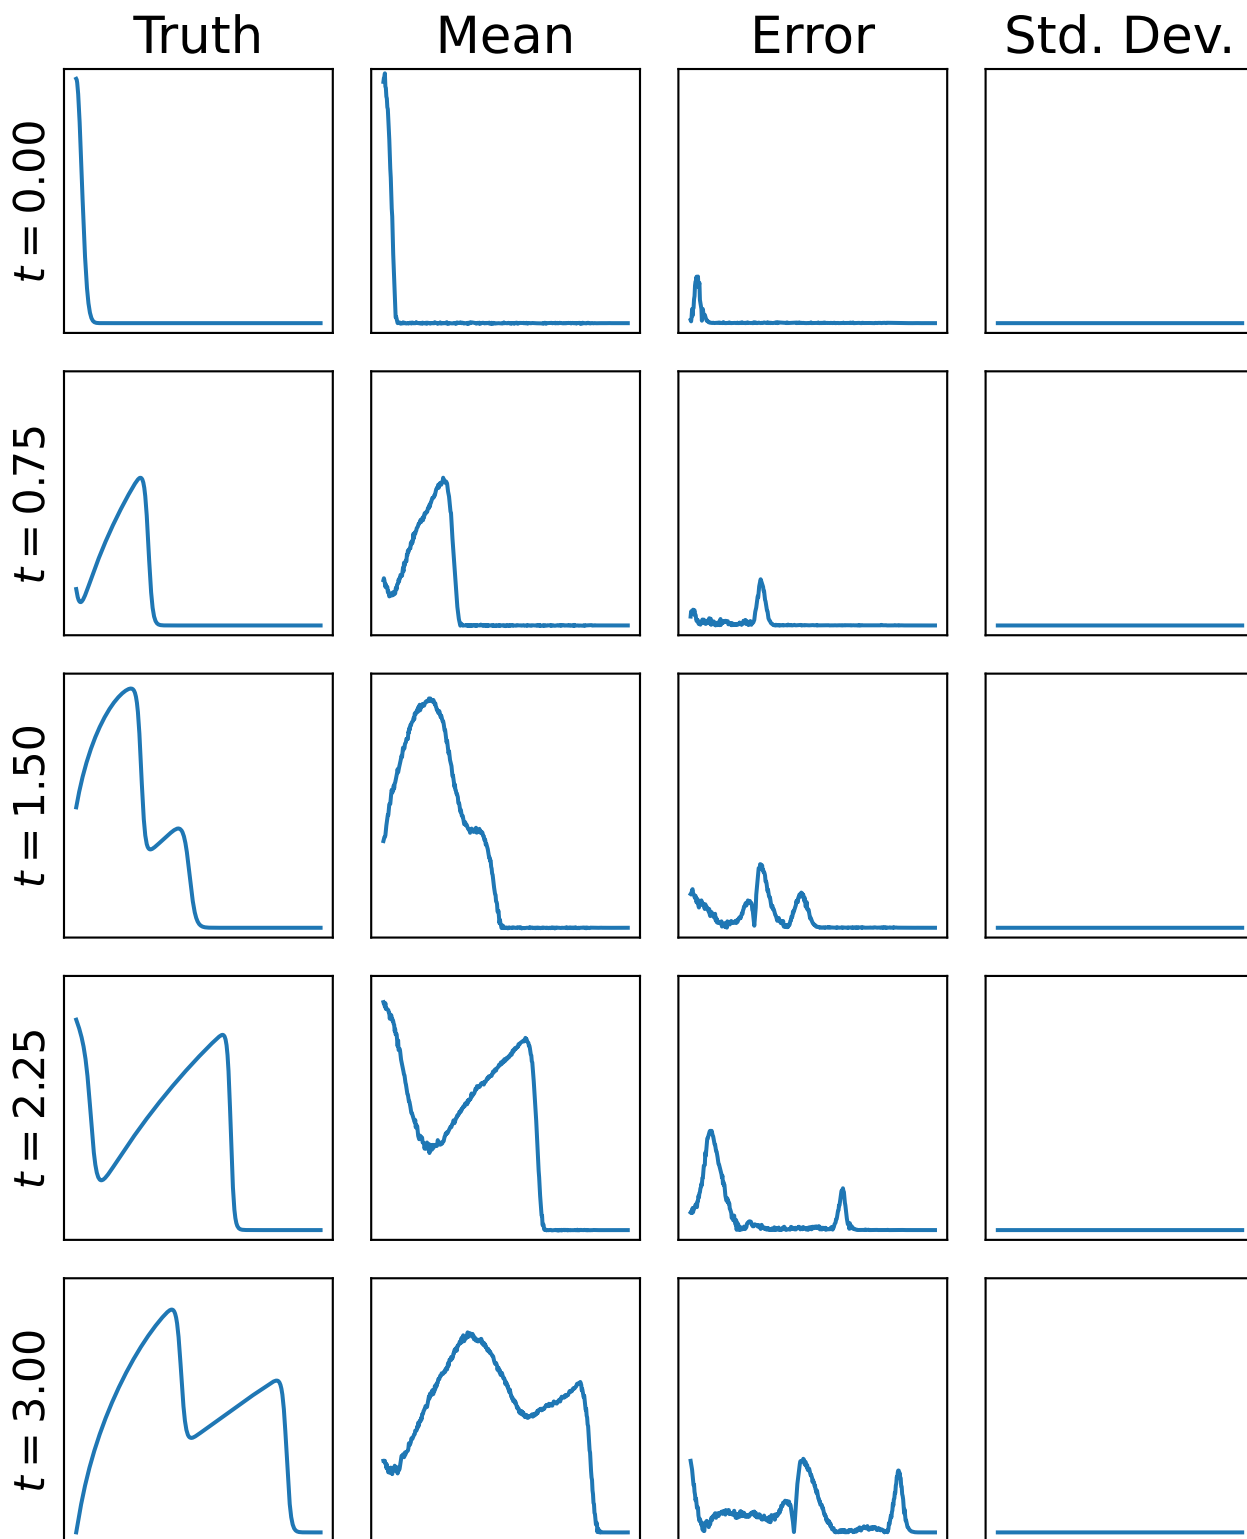 Truth Mean Error Std. Dev.
t = 0.00
t = 0.75
t = 1.50
t = 2.25
t = 3.00